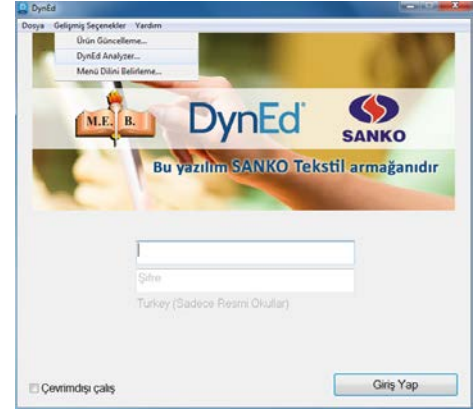 DynEd
Dosya Gelişmiş Seçenekler Yardım
Ürün Güncelleme...
DynEd Analyzer...
Menü Dilini Belirleme...
M.E. B.
DynEd
SANKO
Bu yazılım SANKO Tekstil armağanıdır
Şifre
Turkey (Sadece Resmi Okullar)
Çevrimdışı çalış
Giriş Yap